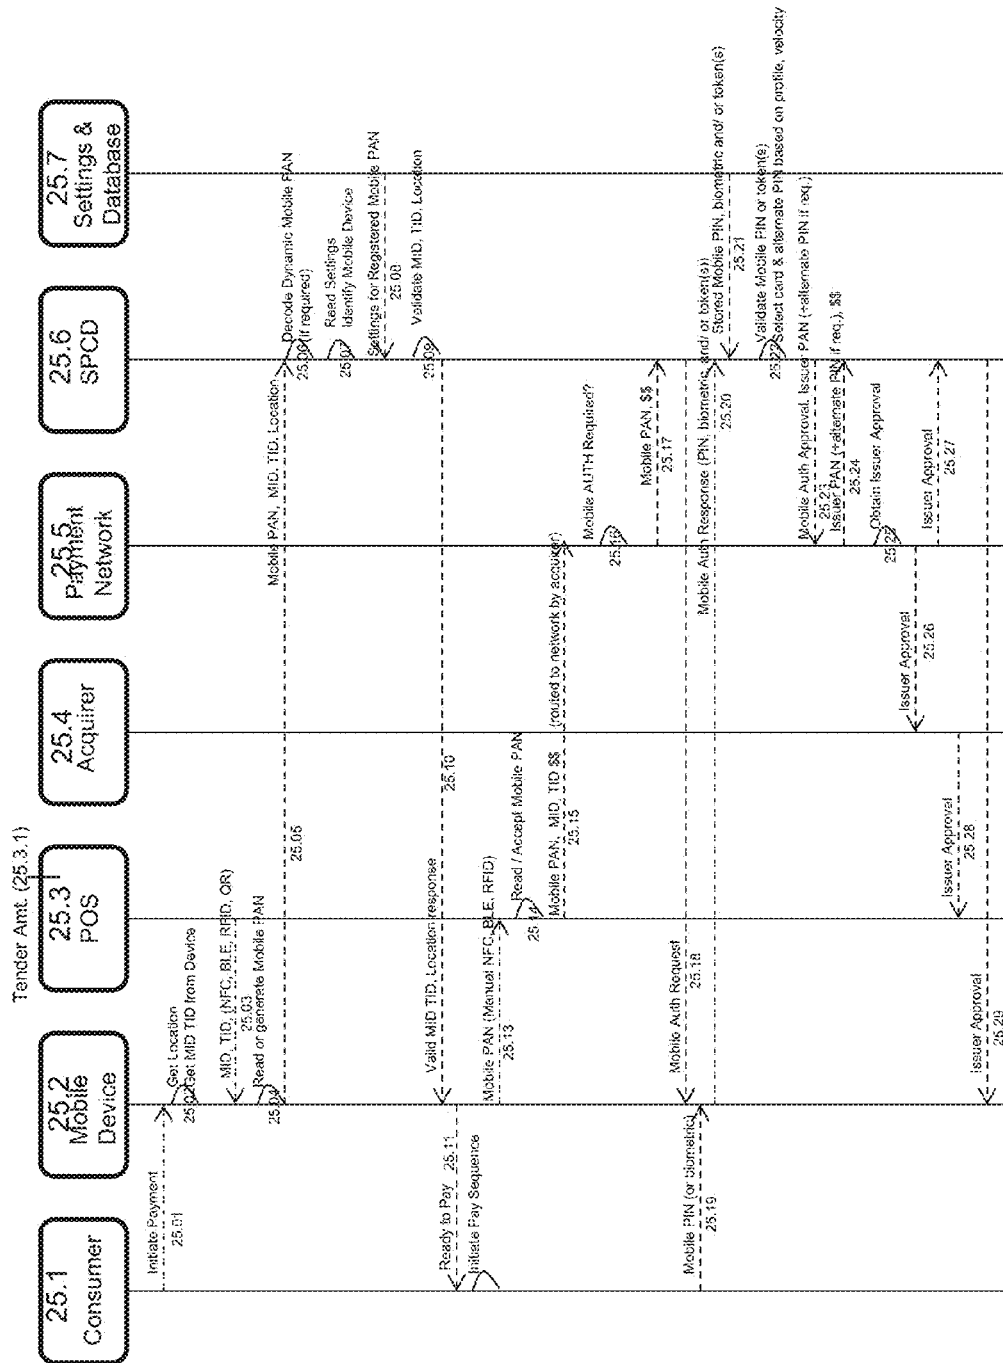 Tender Amt. (25.3.1)
25.1
Consumer
25.2
Mobile
Device
25.3
POS
25.4
Acquirer
25.5
Payment
Network
25.6
SPCD
25.7
Settings &
Database
Initiate Payment
25.01
Get Location
25.02
Get MID TID from Device
MID, TID, (NFC, BLE, RFID, QR)
25.03
Read or generate Mobile PAN
25.04
Mobile PAN, MID, TID, Location
25.05
Decode Dynamic Mobile PAN
25.06
(if required)
Read Settings
25.07
Identify Mobile Device
Settings for Registered Mobile PAN
25.08
Validate MID, TID, Location
25.09
Valid MID TID, Location response
25.10
Ready to Pay
25.11
Initiate Pay Sequence
Mobile PAN (Manual NFC, BLE, RFID)
25.13
Read / Accept Mobile PAN
25.14
Mobile PAN, MID, TID $$
(routed to network by acquirer)
25.15
Mobile AUTH Required?
25.16
Mobile PAN, $$
25.17
Mobile Auth Request
25.18
Mobile PIN (or biometric)
25.19
Mobile Auth Response (PIN, biometric, and/ or token(s))
25.20
Stored Mobile PIN, biometric and/ or token(s)
25.21
Validate Mobile PIN or token(s)
25.22
Select card & alternate PIN based on profile, velocity
Mobile Auth Approval, Issuer PAN (+alternate PIN if req.)
25.23
Issuer PAN (+alternate PIN if req.), $$
25.24
Obtain Issuer Approval
25.25
Issuer Approval
25.26
Issuer Approval
25.27
Issuer Approval
25.28
Issuer Approval
25.29